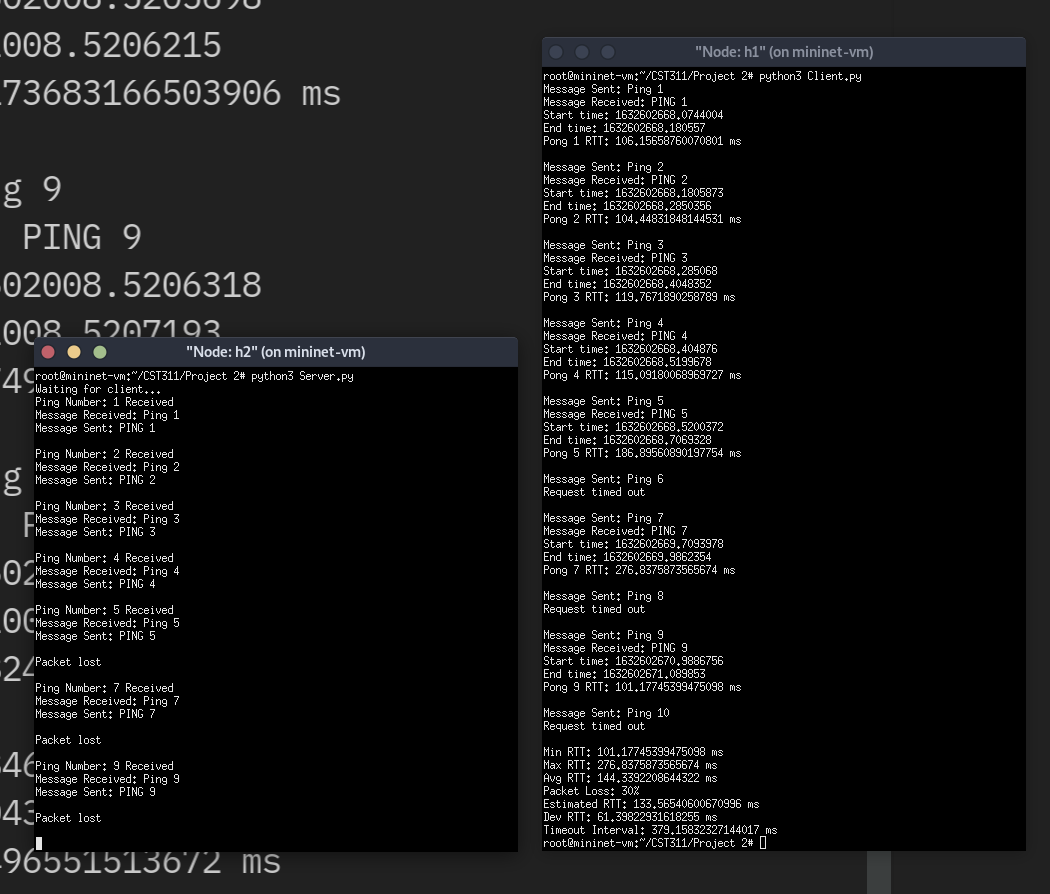 02008.5205698
008.5206215
73683166503906 ms
g 9
PING 9
02008.5206318
008.5207193
749
g
502
100
324
346
043
496551513672 ms
"Node: h2" (on mininet-vm)
root@mininet-vm:~/CST311/Project 2# python3 Server.py
Waiting for client...
Ping Number: 1 Received
Message Received: Ping 1
Message Sent: PING 1
Ping Number: 2 Received
Message Received: Ping 2
Message Sent: PING 2
Ping Number: 3 Received
Message Received: Ping 3
Message Sent: PING 3
Ping Number: 4 Received
Message Received: Ping 4
Message Sent: PING 4
Ping Number: 5 Received
Message Received: Ping 5
Message Sent: PING 5
Packet lost
Ping Number: 7 Received
Message Received: Ping 7
Message Sent: PING 7
Packet lost
Ping Number: 9 Received
Message Received: Ping 9
Message Sent: PING 9
Packet lost
"Node: h1" (on mininet-vm)
root@mininet-vm:~/CST311/Project 2# python3 Client.py
Message Sent: Ping 1
Message Received: PING 1
Start time: 1632602668.0744004
End time: 1632602668.180557
Pong 1 RTT: 106.15658760070801 ms
Message Sent: Ping 2
Message Received: PING 2
Start time: 1632602668.1805873
End time: 1632602668.2850356
Pong 2 RTT: 104.44831848144531 ms
Message Sent: Ping 3
Message Received: PING 3
Start time: 1632602668.285068
End time: 1632602668.4048352
Pong 3 RTT: 119.7671890258789 ms
Message Sent: Ping 4
Message Received: PING 4
Start time: 1632602668.404876
End time: 1632602668.5199678
Pong 4 RTT: 115.09180068969727 ms
Message Sent: Ping 5
Message Received: PING 5
Start time: 1632602668.5200372
End time: 1632602668.7069328
Pong 5 RTT: 186.89560890197754 ms
Message Sent: Ping 6
Request timed out
Message Sent: Ping 7
Message Received: PING 7
Start time: 1632602669.7093978
End time: 1632602669.9862354
Pong 7 RTT: 276.8375873565674 ms
Message Sent: Ping 8
Request timed out
Message Sent: Ping 9
Message Received: PING 9
Start time: 1632602670.9886756
End time: 1632602671.089853
Pong 9 RTT: 101.17745399475098 ms
Message Sent: Ping 10
Request timed out
Min RTT: 101.17745399475098 ms
Max RTT: 276.8375873565674 ms
Avg RTT: 144.3392208644322 ms
Packet Loss: 30%
Estimated RTT: 133.56540600670996 ms
Dev RTT: 61.39822931618255 ms
Timeout Interval: 379.15832327144017 ms
root@mininet-vm:~/CST311/Project 2#